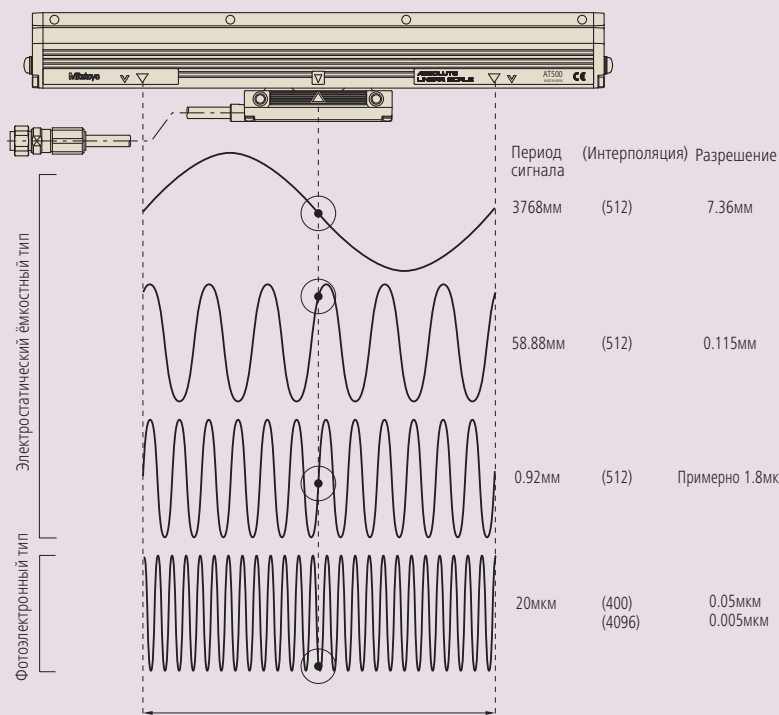 Mitutoyo
ABSOLUTE
LINEAR SCALE
AT500
CE
Период сигнала (Интерполяция) Разрешение
3768мм (512) 7.36мм
58.88мм (512) 0.115мм
0.92мм (512) Примерно 1.8мк
20мкм (400) 0.05мкм
(4096) 0.005мкм
Электростатический ёмкостный тип
Фотоэлектронный тип